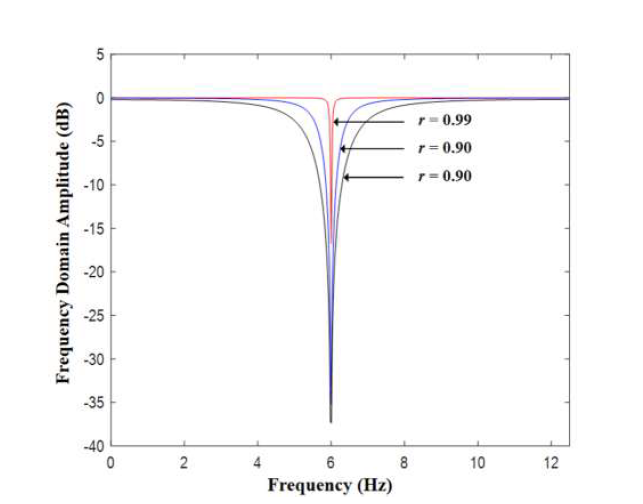 5
0
-5
-10
-15
-20
-25
-30
-35
-40
Frequency Domain Amplitude (dB)
r = 0.99
r = 0.90
r = 0.90
0 2 4 6 8 10 12
Frequency (Hz)